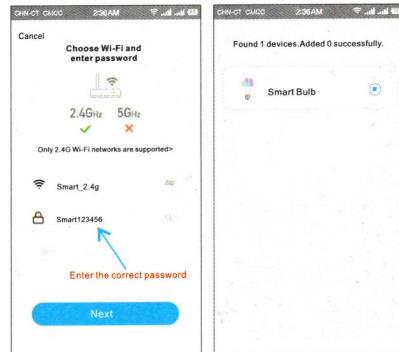 CHN-CT CMCC 2:36AM
Cancel
Choose Wi-Fi and
enter password
2.4GHz 5GHz
Only 2.4G Wi-Fi networks are supported>
Smart_2.4g
Smart123456
Enter the correct password
Next
CHN-CT CMCC 2:36AM
Found 1 devices.Added 0 successfully.
Smart Bulb